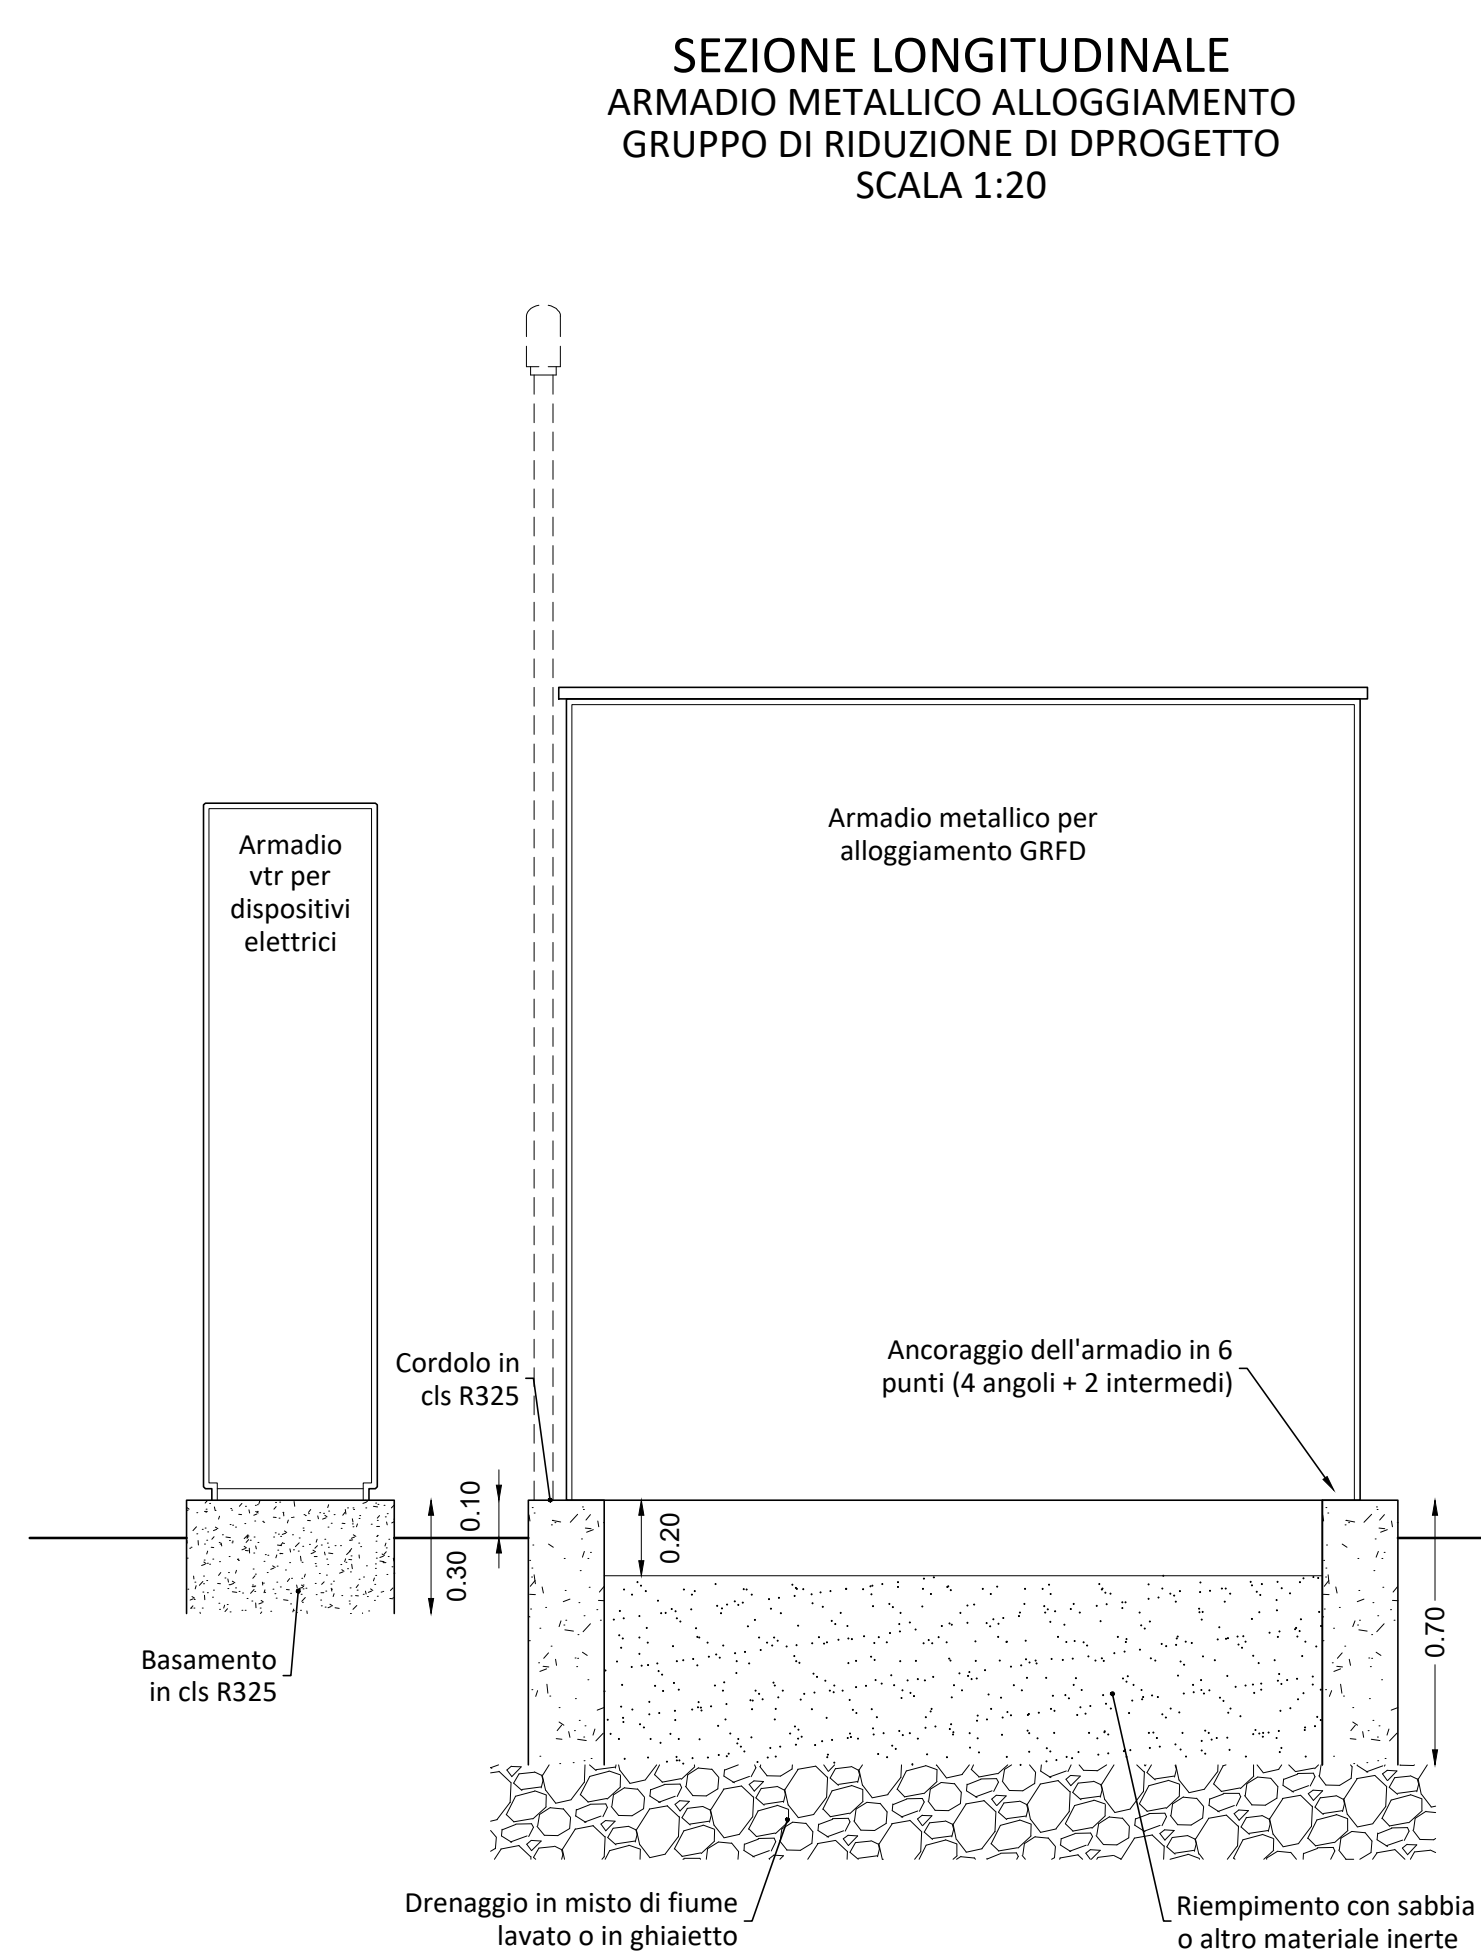 SEZIONE LONGITUDINALE
ARMADIO METALLICO ALLOGGIAMENTO
GRUPPO DI RIDUZIONE DI DPROGETTO
SCALA 1:20
Armadio
vtr per
dispositivi
elettrici
Armadio metallico per
alloggiamento GRFD
Cordolo in
cls R325
Ancoraggio dell'armadio in 6
punti (4 angoli + 2 intermedi)
0.10
0.30
0.20
0.70
Basamento
in cls R325
Drenaggio in misto di fiume
lavato o in ghiaietto
Riempimento con sabbia
o altro materiale inerte